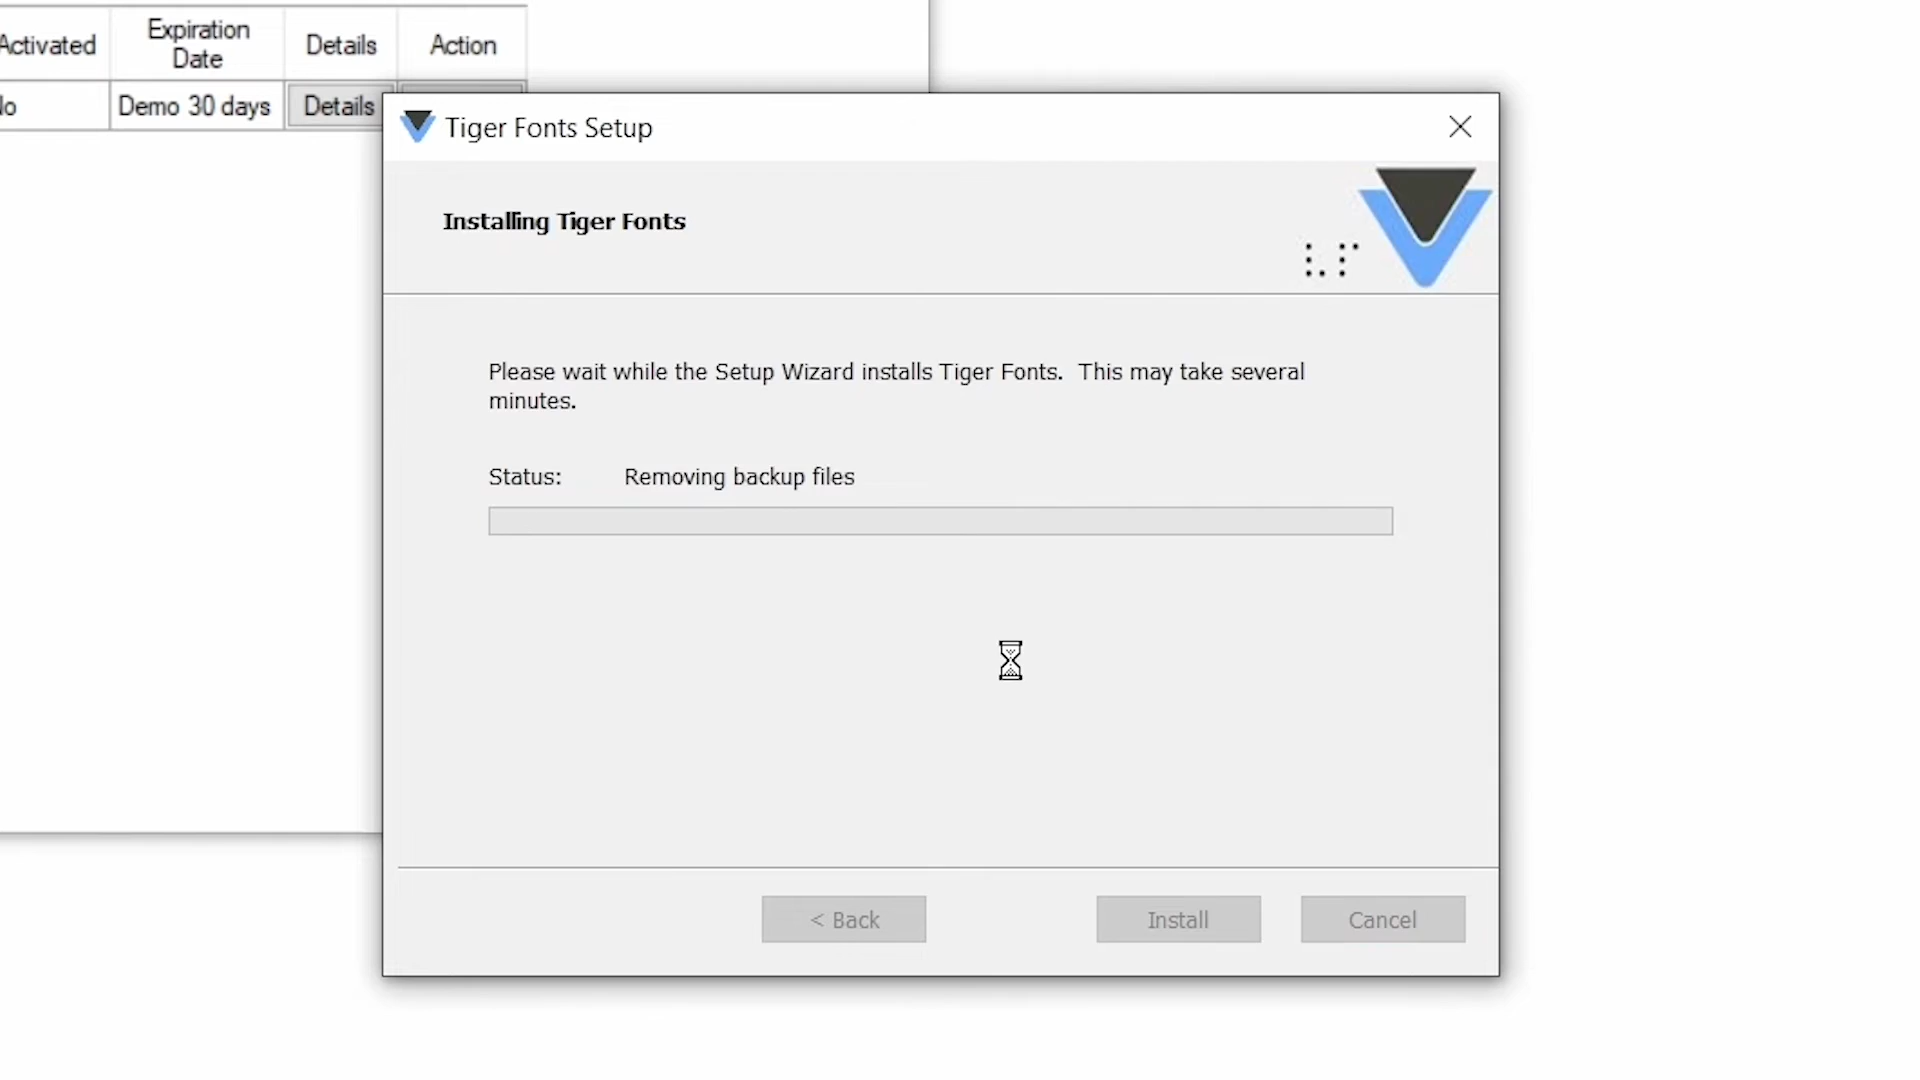 Activated
Expiration
Date
Details
Action
No
Demo 30 days
Details
Tiger Fonts Setup
Installing Tiger Fonts
Please wait while the Setup Wizard installs Tiger Fonts.  This may take several
minutes.
Status:
Removing backup files
< Back
Install
Cancel